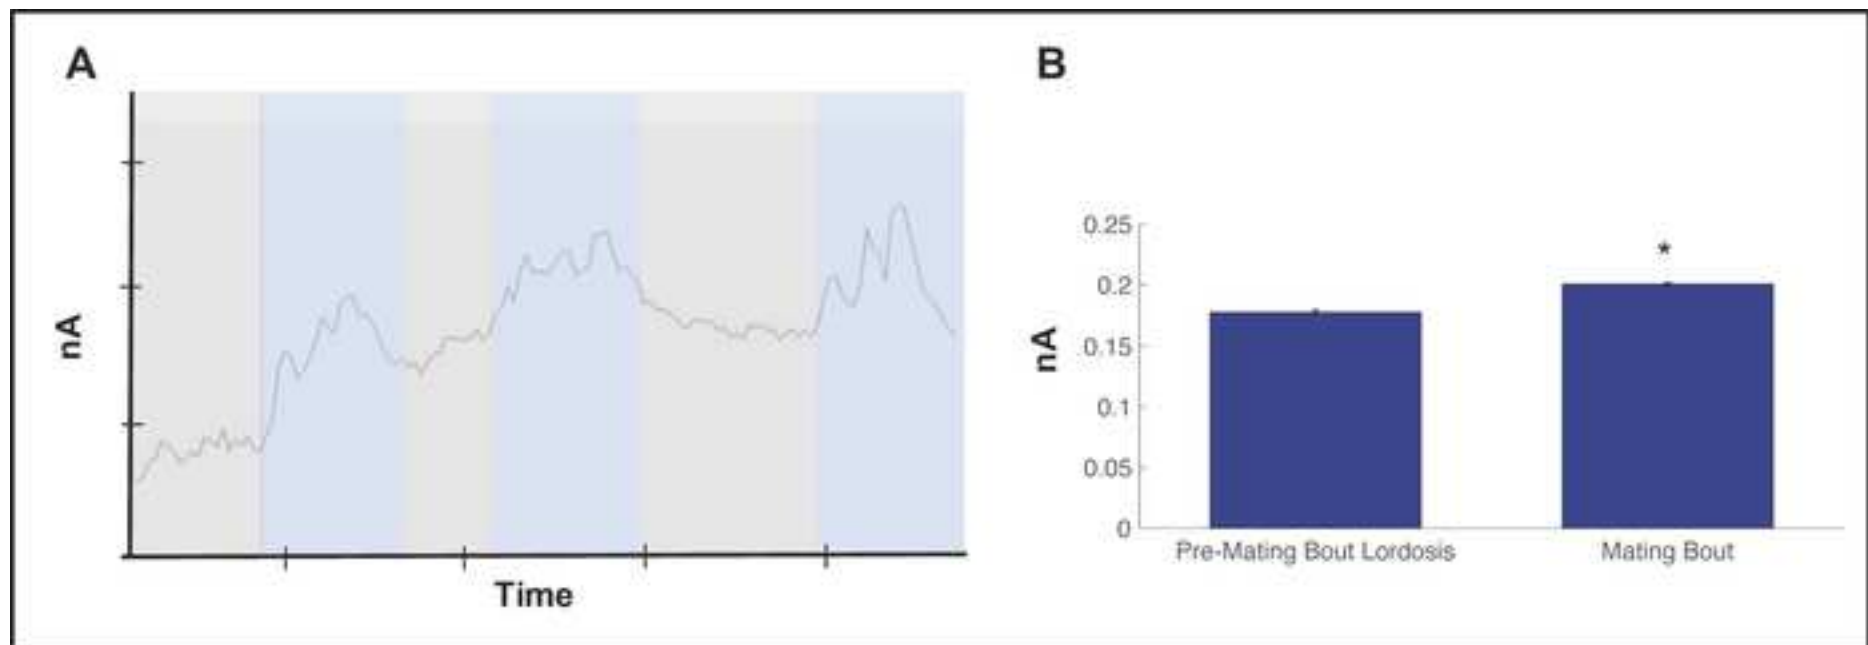 A
nA
Time
B
nA
0.25
0.2
0.15
0.1
0.05
0
*
Pre-Mating Bout Lordosis
Mating Bout